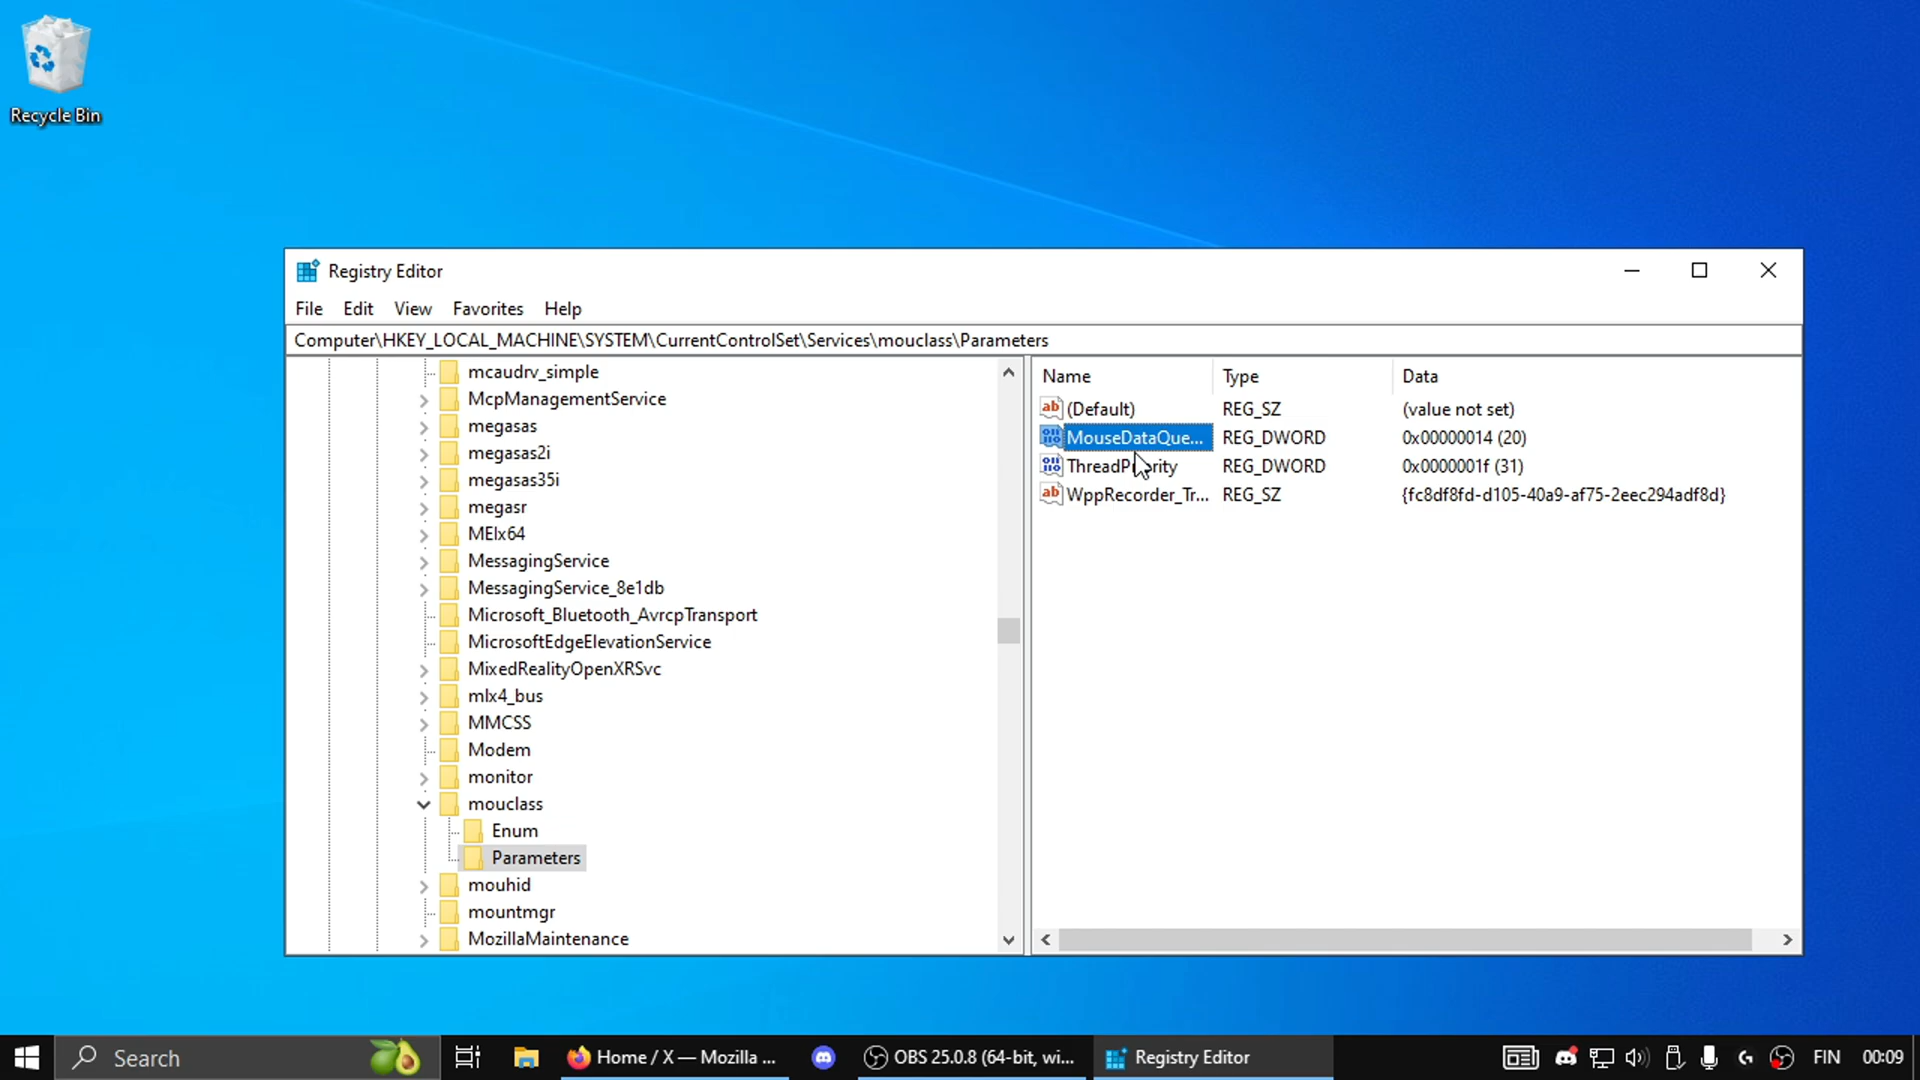 Recycle Bin
Registry Editor
File Edit View Favorites Help
Computer\HKEY_LOCAL_MACHINE\SYSTEM\CurrentControlSet\Services\mouclass\Parameters
mcaudrv_simple
McpManagementService
megasas
megasas2i
megasas35i
megasr
MEIx64
MessagingService
MessagingService_8e1db
Microsoft_Bluetooth_AvrcpTransport
MicrosoftEdgeElevationService
MixedRealityOpenXRSvc
mlx4_bus
MMCSS
Modem
monitor
mouclass
Enum
Parameters
mouhid
mountmgr
MozillaMaintenance
Name Type Data
(Default) REG_SZ (value not set)
MouseDataQue... REG_DWORD 0x00000014 (20)
ThreadPriority REG_DWORD 0x0000001f (31)
WppRecorder_Tr... REG_SZ {fc8df8fd-d105-40a9-af75-2eec294adf8d}
Search
Home / X — Mozilla ...
OBS 25.0.8 (64-bit, wi...
Registry Editor
FIN
00:09